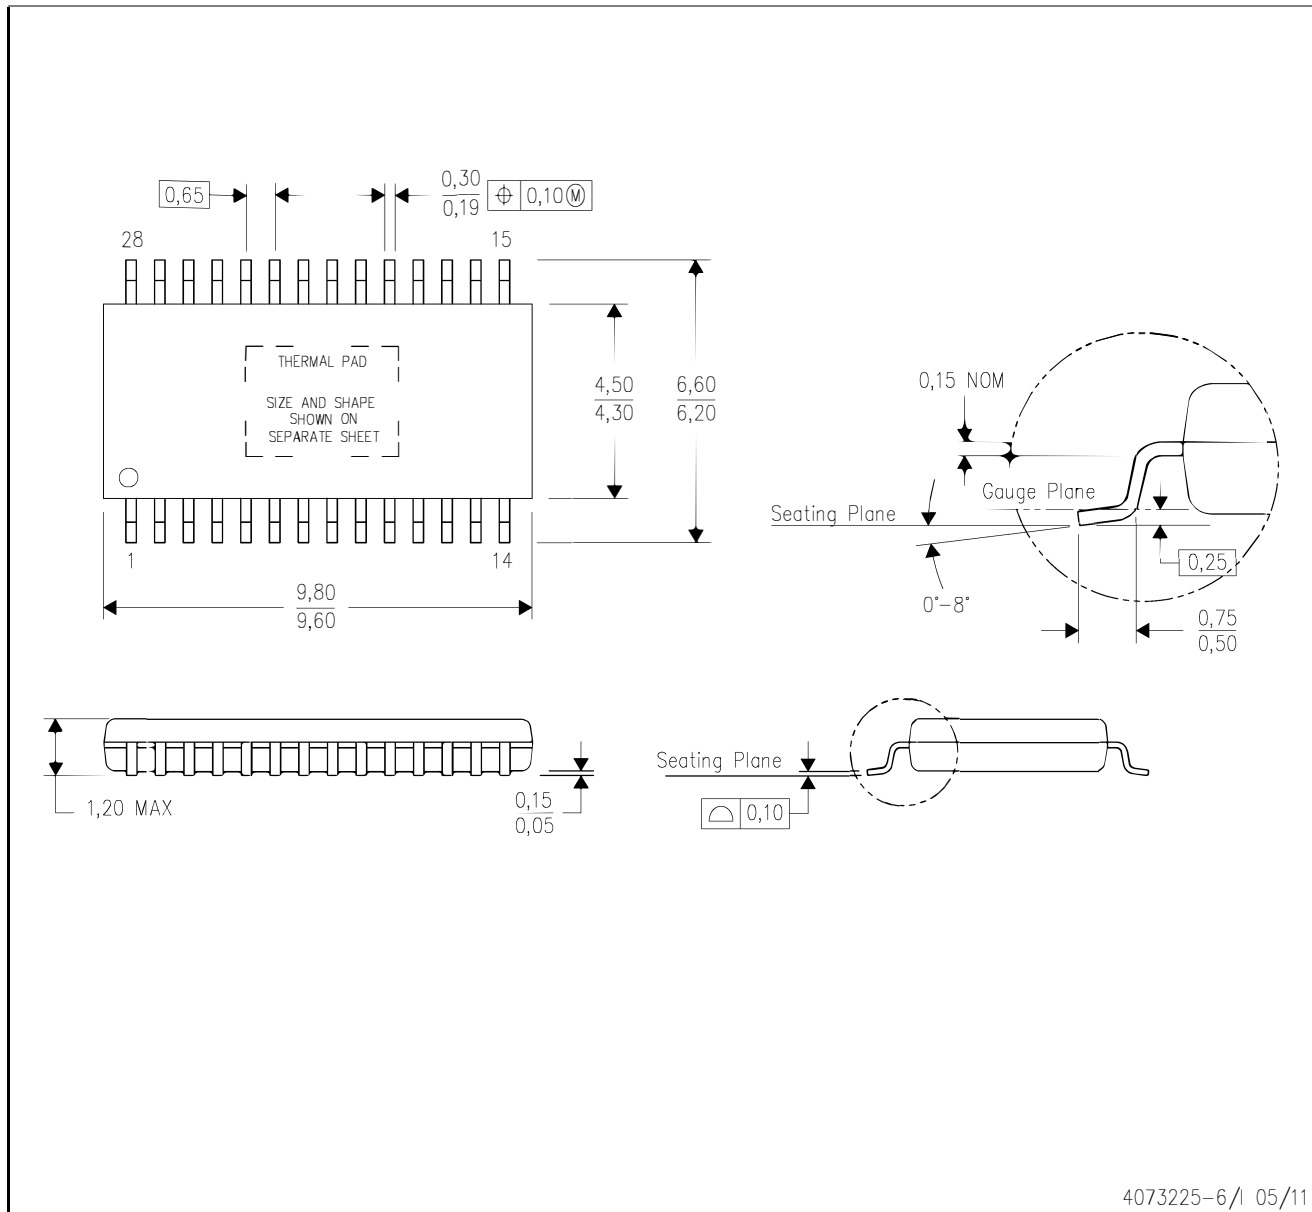 0,65
0,30
0,19
0,10 Ⓜ
28
15
THERMAL PAD
SIZE AND SHAPE
SHOWN ON
SEPARATE SHEET
4,50
4,30
6,60
6,20
1
14
9,80
9,60
0,15 NOM
Gauge Plane
Seating Plane
0,25
0°–8°
0,75
0,50
1,20 MAX
0,15
0,05
Seating Plane
0,10
4073225-6/I 05/11